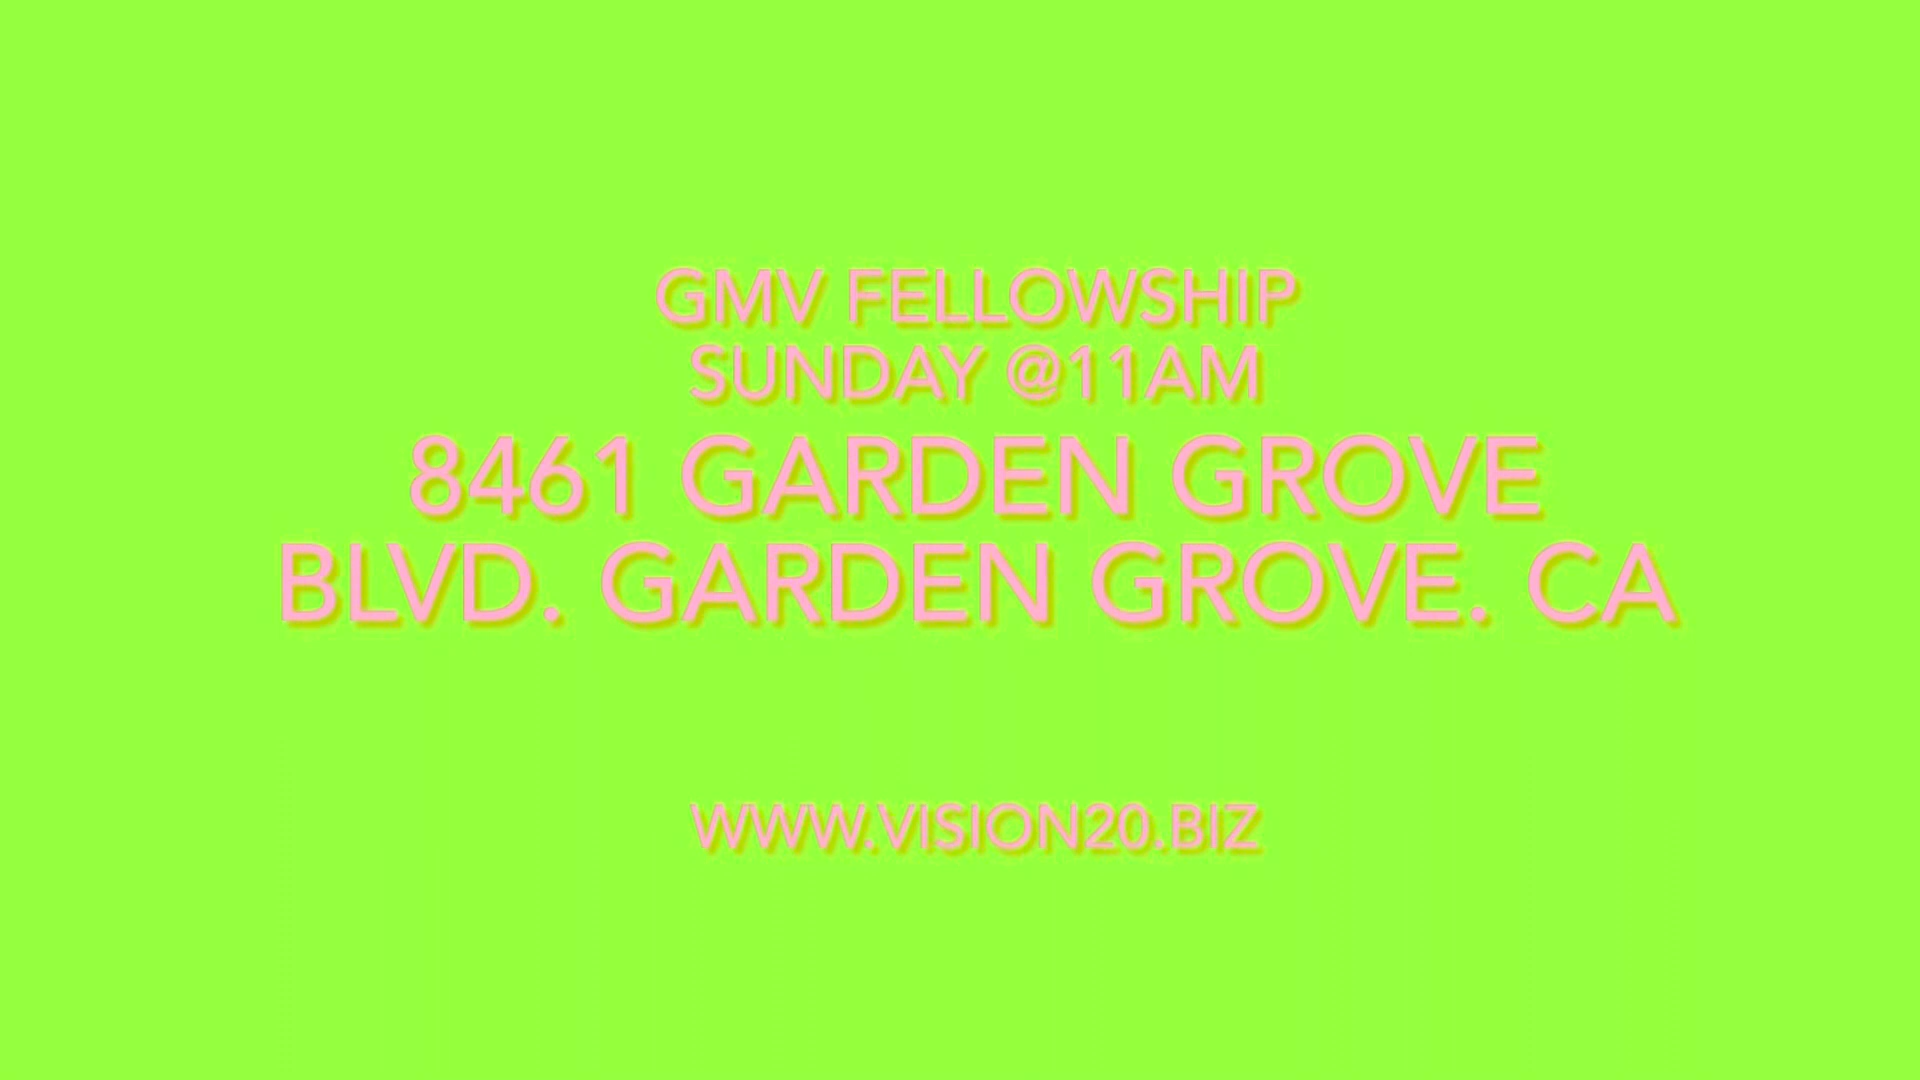 GMV FELLOWSHIP
SUNDAY @11AM
8461 GARDEN GROVE
BLVD. GARDEN GROVE. CA
WWW.VISION20.BIZ